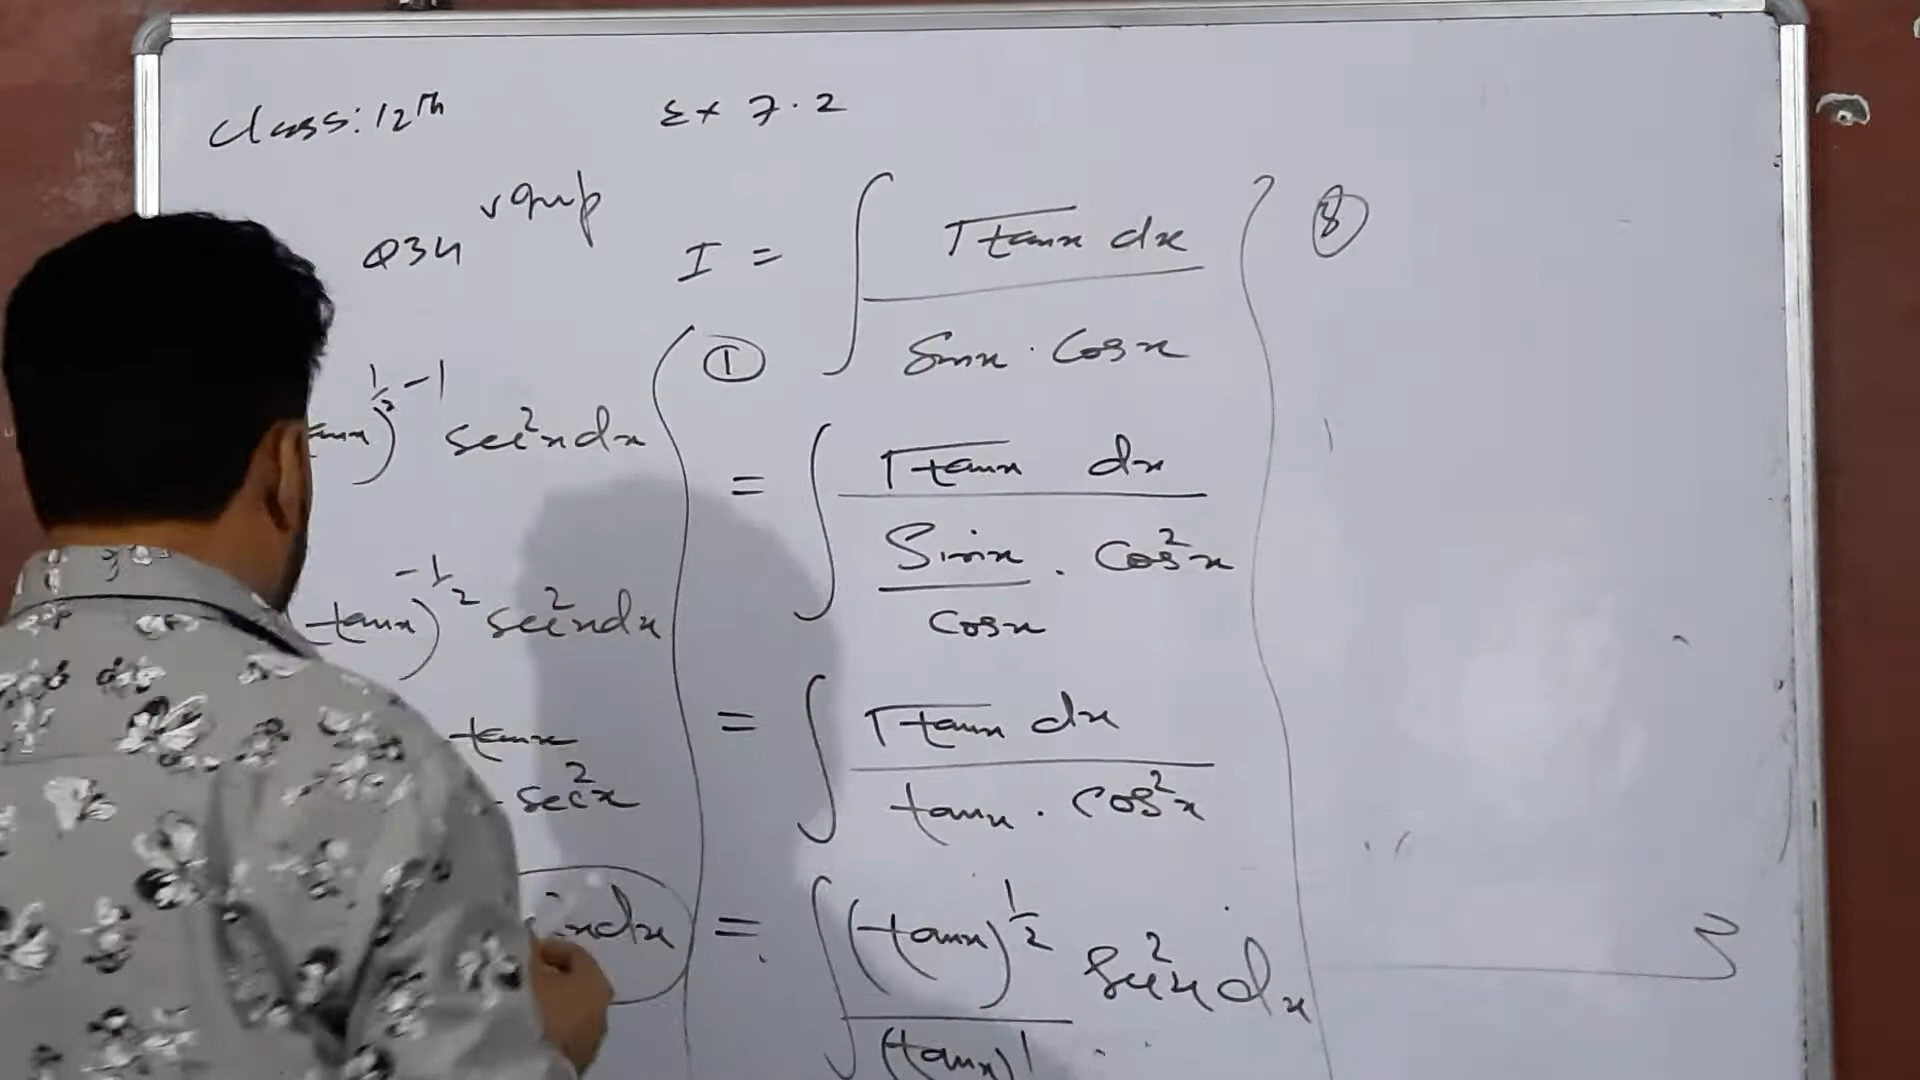 Class: 12th Ex 7.2
Q34 I = ∫ √tanx dx / Sinx . Cosx
①
= ∫ √tanx dx / (Sinx / Cosx . Cos²x)
= ∫ √tanx dx / tanx . Cos²x
= ∫ (tanx)^1/2 / (tanx)^1 sec²x dx
⑧
tanx)^1/2 - 1 sec²x dx
tanx)^-1/2 sec²x dx
tanx
sec²x
xdx